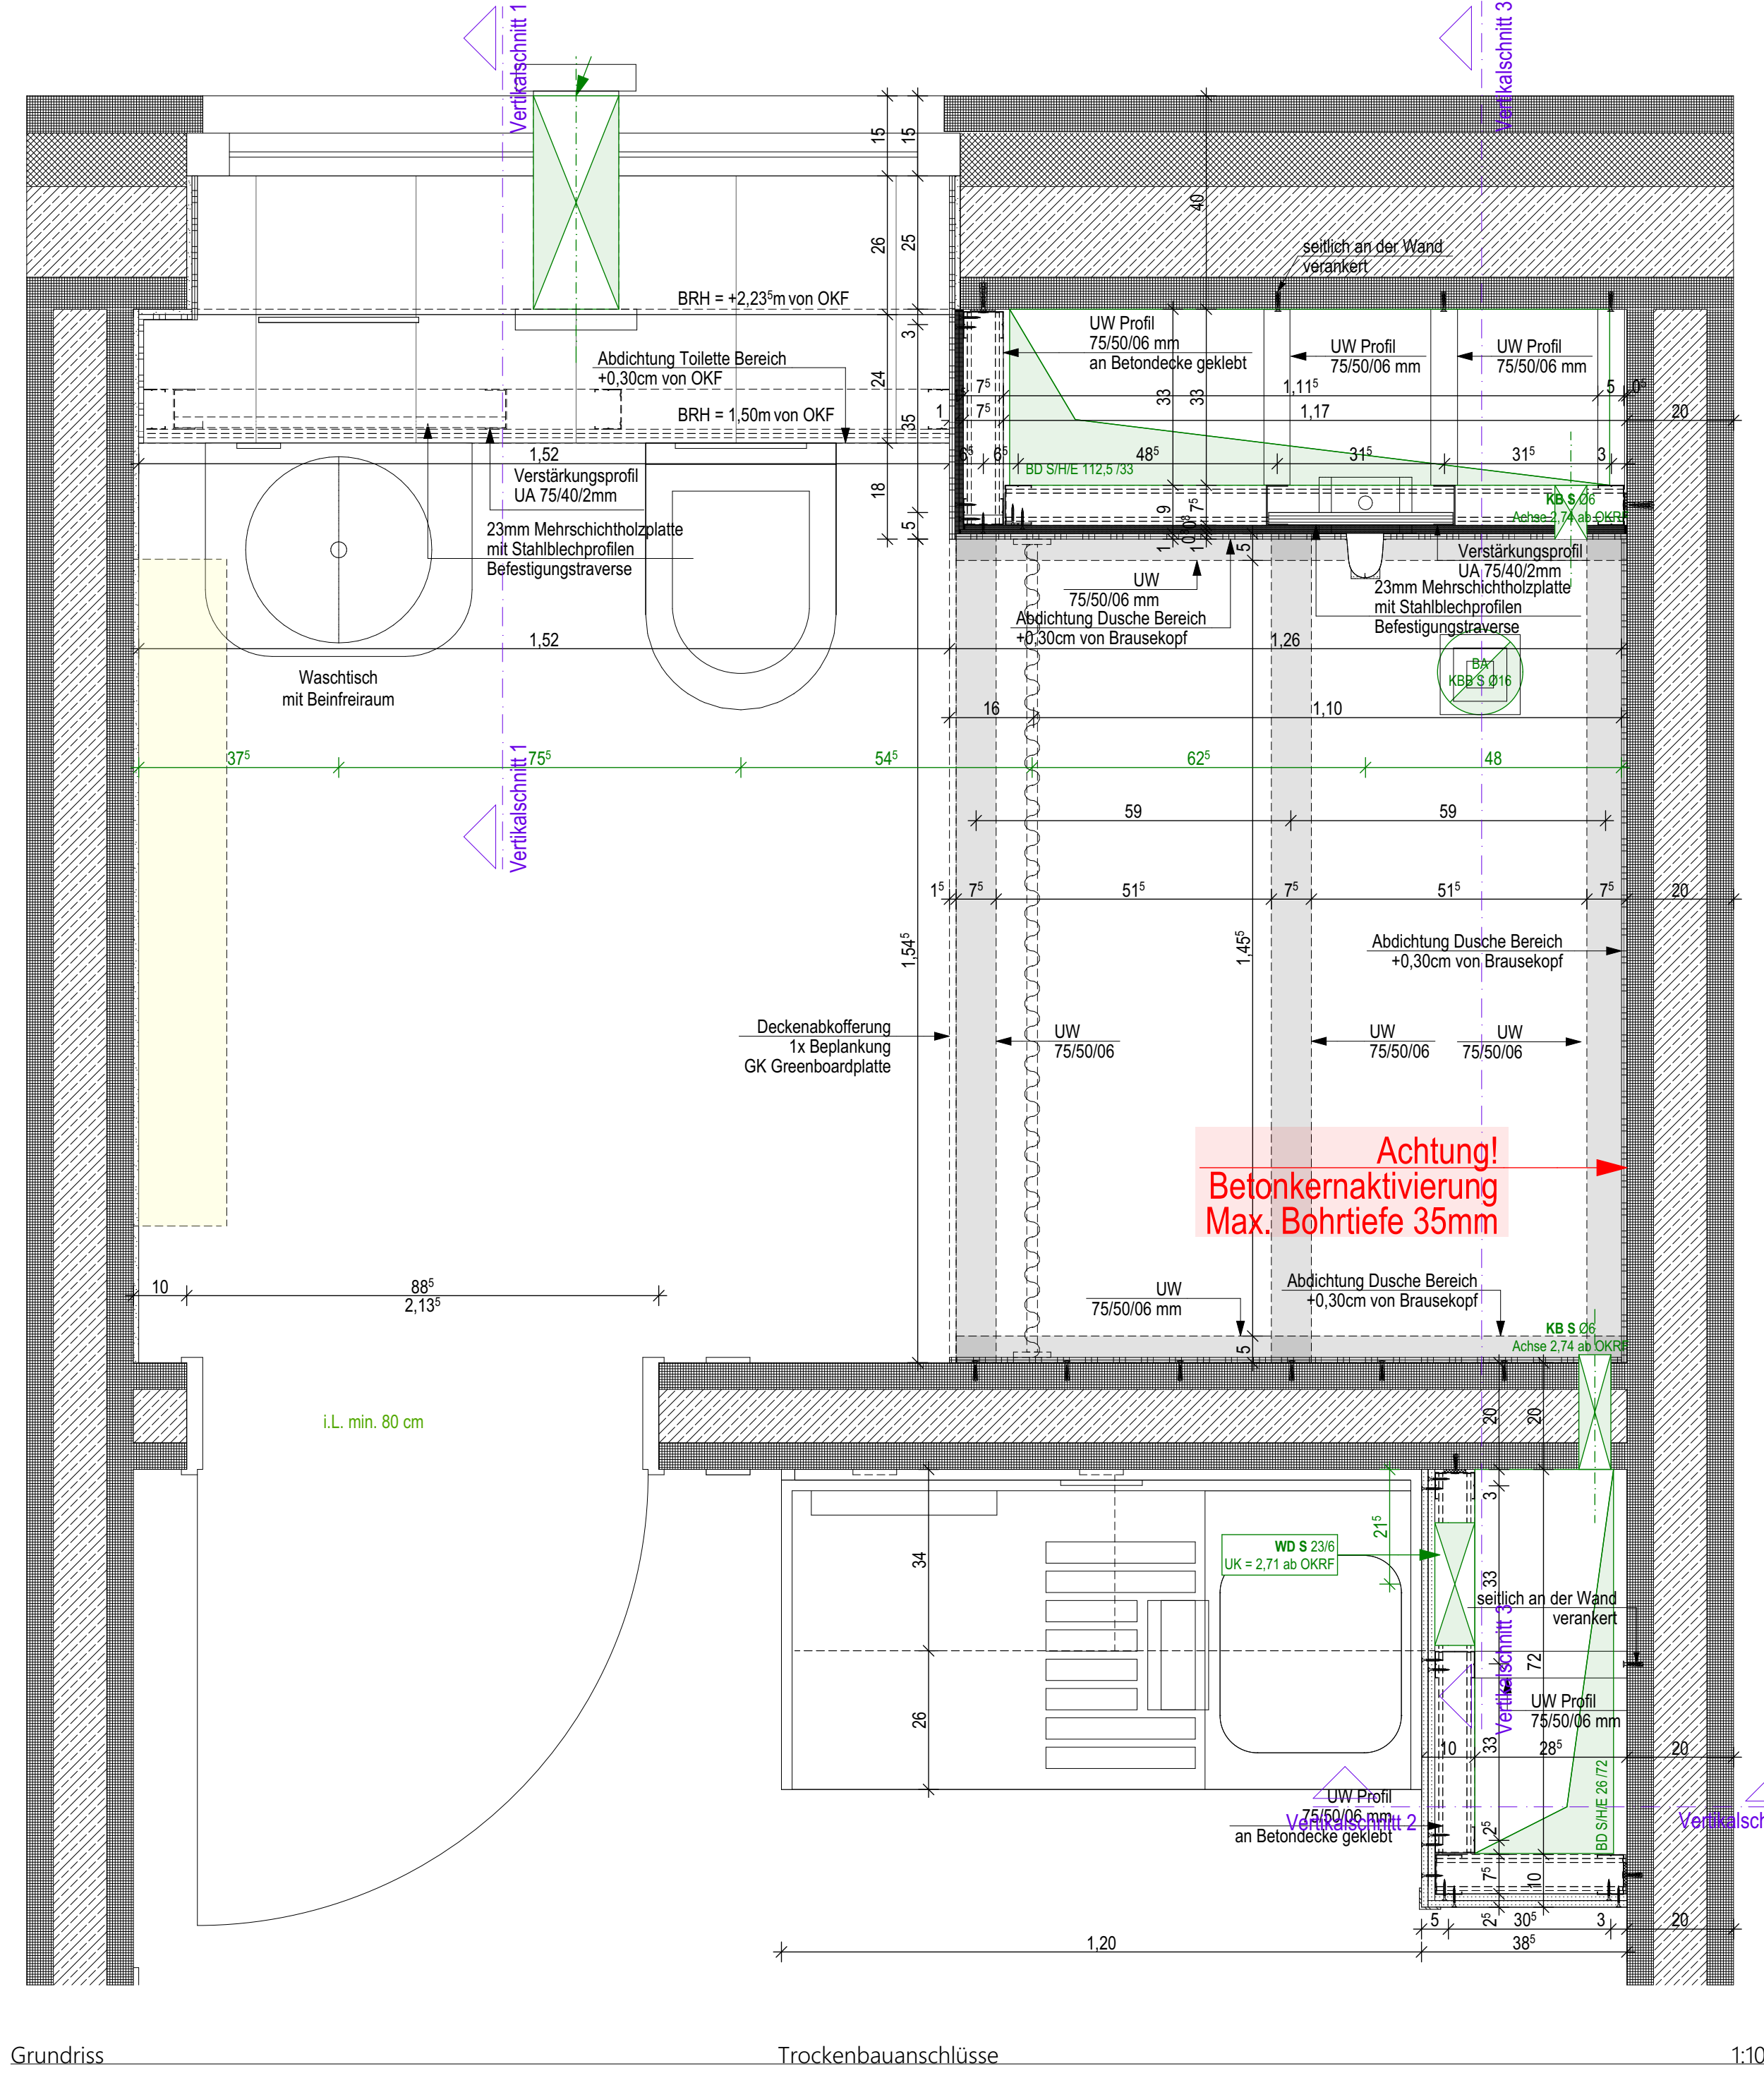 Vertikalschnitt 1
Vertikalschnitt 3
15
15
40
26
25
seitlich an der Wand
verankert
BRH = +2,23⁵m von OKF
UW Profil
75/50/06 mm
an Betondecke geklebt
UW Profil
75/50/06 mm
UW Profil
75/50/06 mm
3
Abdichtung Toilette Bereich
+0,30cm von OKF
24
33
33
7⁵
1,11⁵
5
0⁵
BRH = 1,50m von OKF
35
1
7⁵
1,17
20
1,52
6⁵
6⁵
48⁵
31⁵
31⁵
3
BD S/H/E 112,5 /33
Verstärkungsprofil
UA 75/40/2mm
18
9
7⁵
KB S Ø6
Achse 2,74 ab OKRF
23mm Mehrschichtholzplatte
mit Stahlblechprofilen
Befestigungstraverse
5
1
0⁸
1
5
Verstärkungsprofil
UA 75/40/2mm
UW
75/50/06 mm
23mm Mehrschichtholzplatte
mit Stahlblechprofilen
Befestigungstraverse
Abdichtung Dusche Bereich
+0,30cm von Brausekopf
1,52
1,26
Waschtisch
mit Beinfreiraum
BA
KBB S Ø16
16
1,10
37⁵
75⁵
54⁵
62⁵
48
Vertikalschnitt 1
59
59
1⁵
7⁵
51⁵
7⁵
51⁵
7⁵
20
1,54⁵
1,45⁵
Abdichtung Dusche Bereich
+0,30cm von Brausekopf
Deckenabkofferung
1x Beplankung
GK Greenboardplatte
UW
75/50/06
UW
75/50/06
UW
75/50/06
Achtung!
Betonkernaktivierung
Max. Bohrtiefe 35mm
10
88⁵
2,13⁵
UW
75/50/06 mm
Abdichtung Dusche Bereich
+0,30cm von Brausekopf
KB S Ø6
Achse 2,74 ab OKRF
5
i.L. min. 80 cm
20
20
3
21⁵
34
WD S 23/6
UK = 2,71 ab OKRF
33
seitlich an der Wand
verankert
Vertikalschnitt 3
72
UW Profil
75/50/06 mm
26
33
10
28⁵
20
BD S/H/E 26 /72
UW Profil
75/50/06 mm
an Betondecke geklebt
Vertikalschnitt 2
Vertikalsch
2⁵
7⁵
10
2⁵
5
30⁵
3
20
1,20
38⁵
Grundriss
Trockenbauanschlüsse
1:10